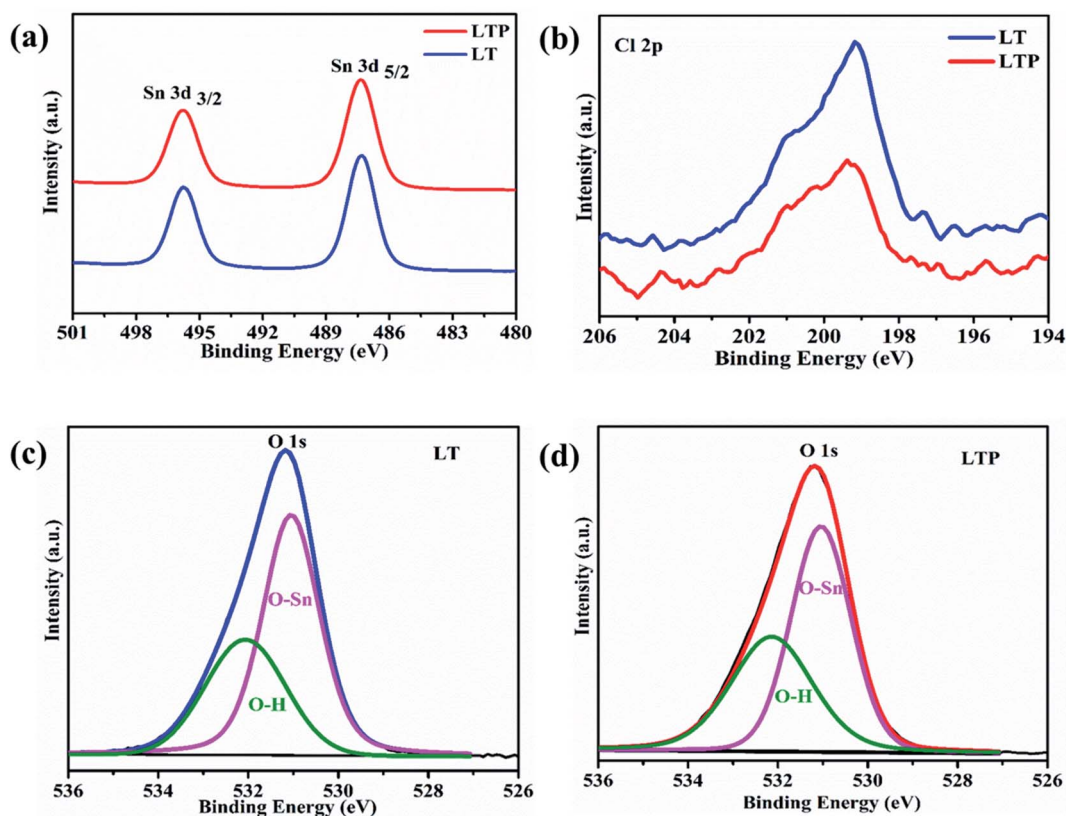 (a)
LTP
LT
Sn 3d 3/2
Sn 3d 5/2
Intensity (a.u.)
501 498 495 492 489 486 483 480
Binding Energy (eV)
(b)
Cl 2p
LT
LTP
Intensity (a.u.)
206 204 202 200 198 196 194
Binding Energy (eV)
(c)
O 1s
LT
O-Sn
O-H
Intensity (a.u.)
536 534 532 530 528 526
Binding Energy (eV)
(d)
O 1s
LTP
O-Sn
O-H
Intensity (a.u.)
536 534 532 530 528 526
Binding Energy (eV)